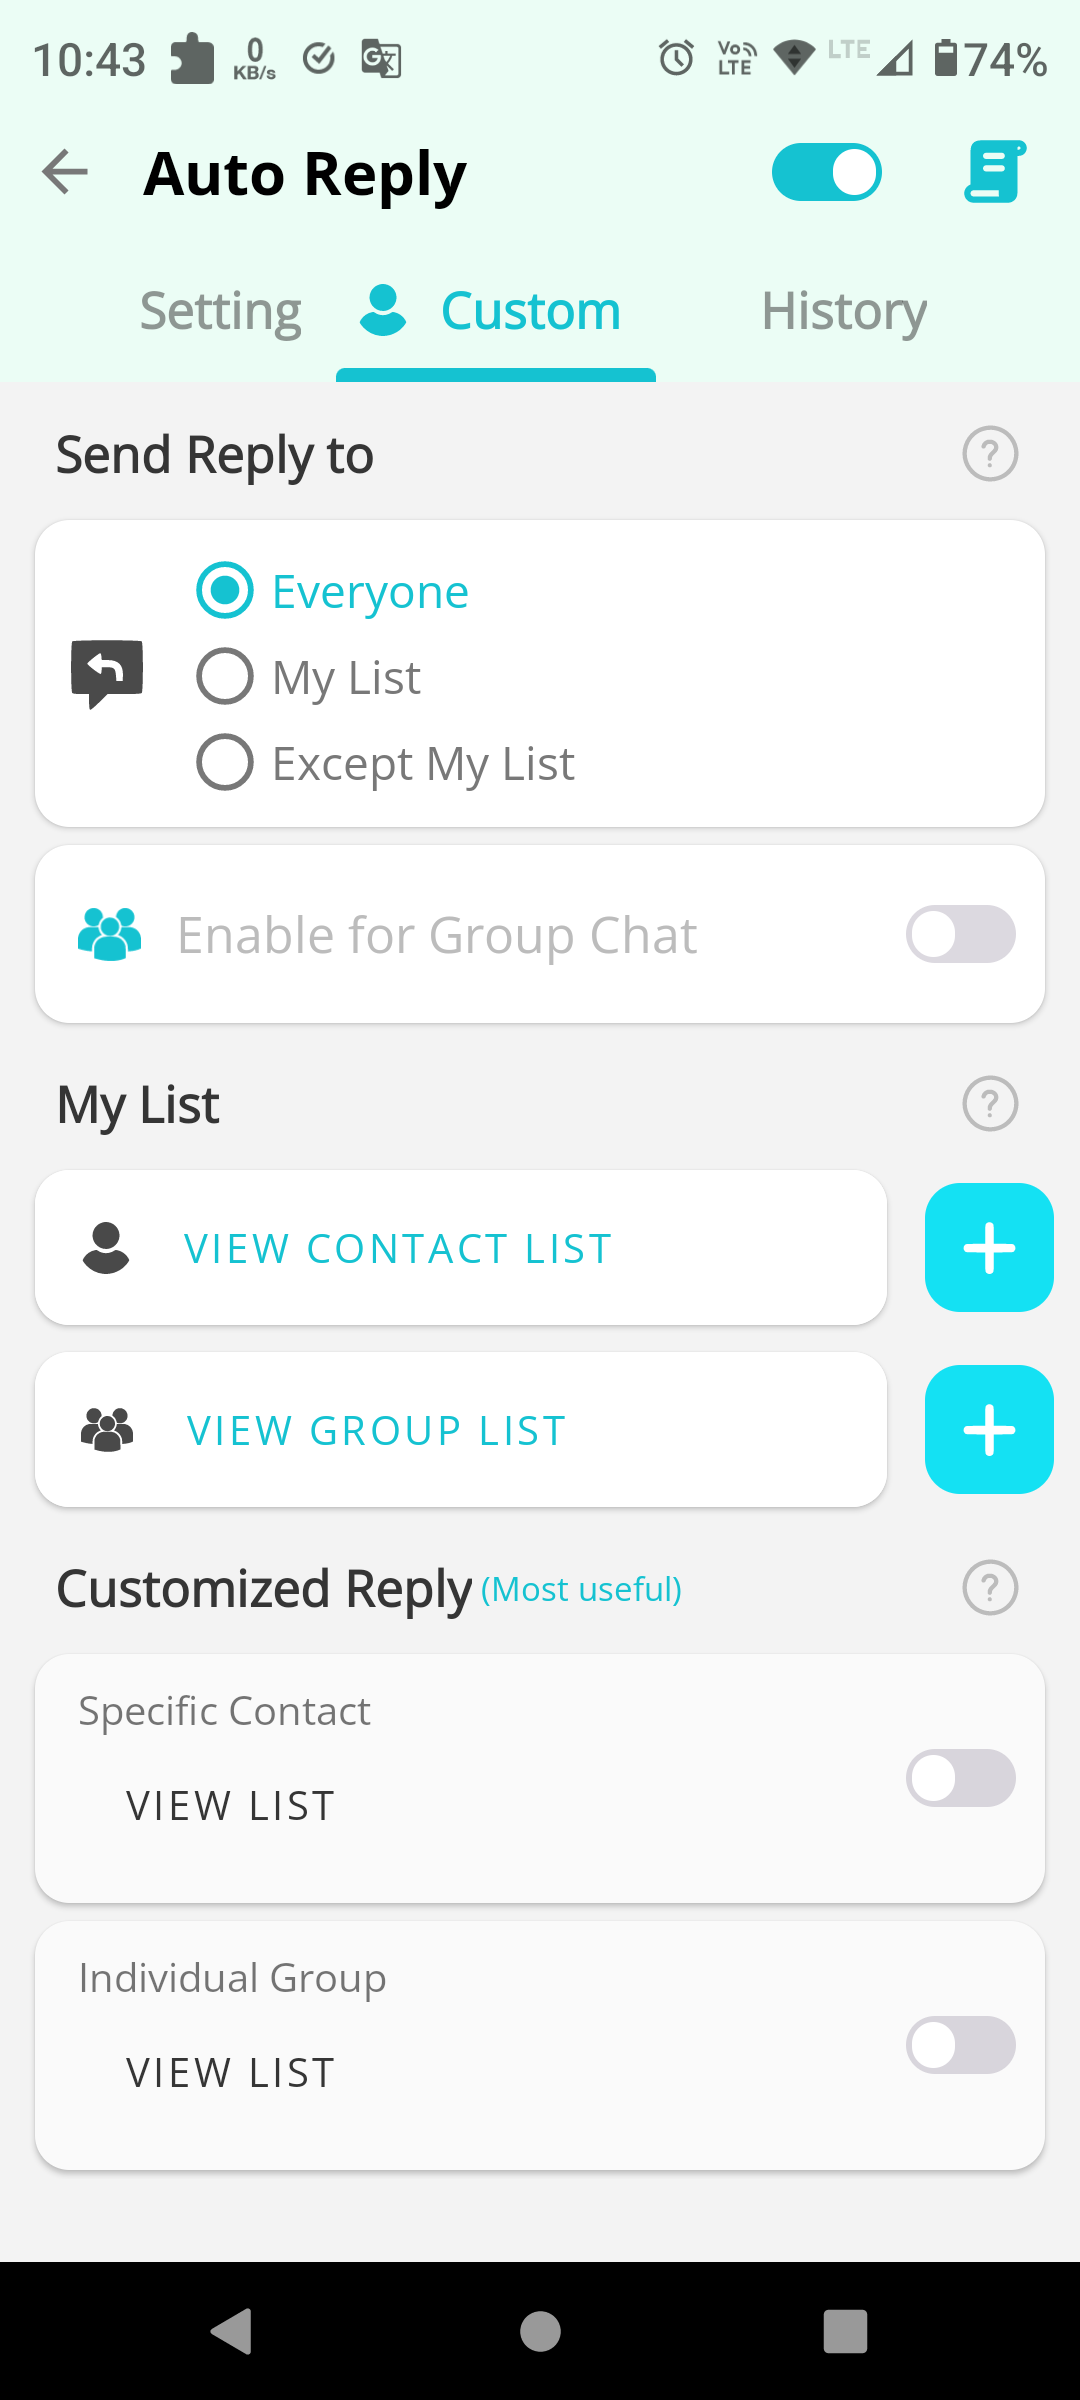 10:43 0 KB/s Vo LTE LTE 74%
Auto Reply
Setting Custom History
Send Reply to ?
Everyone
My List
Except My List
Enable for Group Chat
My List ?
VIEW CONTACT LIST
VIEW GROUP LIST
Customized Reply (Most useful) ?
Specific Contact
VIEW LIST
Individual Group
VIEW LIST